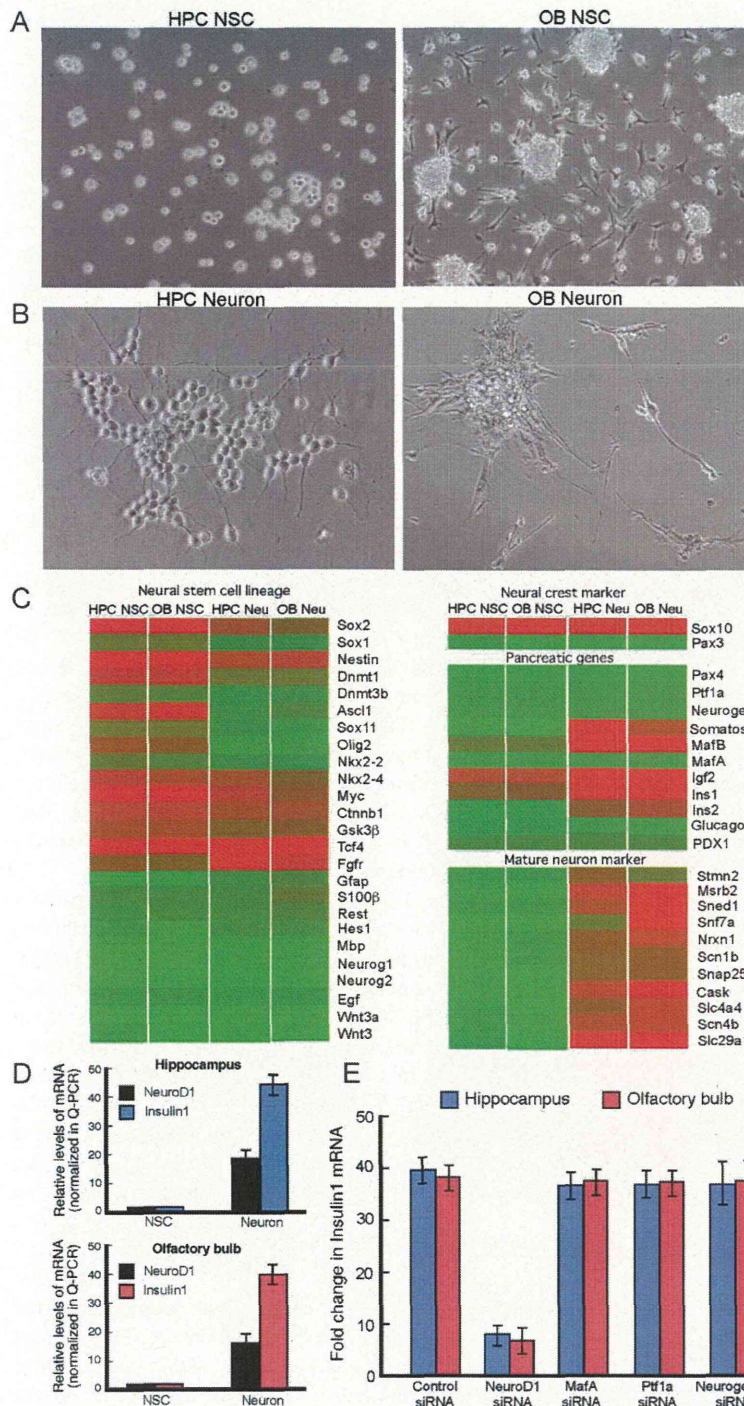 A
HPC NSC
OB NSC
B
HPC Neuron
OB Neuron
C
Neural stem cell lineage
HPC NSC OB NSC HPC Neu OB Neu
Sox2
Sox1
Nestin
Dnmt1
Dnmt3b
Ascl1
Sox11
Olig2
Nkx2-2
Nkx2-4
Myc
Ctnnb1
Gsk3β
Tcf4
Fgfr
Gfap
S100β
Rest
Hes1
Mbp
Neurog1
Neurog2
Egf
Wnt3a
Wnt3
Neural crest marker
HPC NSC OB NSC HPC Neu OB Neu
Sox10
Pax3
Pancreatic genes
Pax4
Ptf1a
Neuroge
Somatos
MafB
MafA
Igf2
Ins1
Ins2
Glucago
PDX1
Mature neuron marker
Stmn2
Msrb2
Sned1
Snf7a
Nrxn1
Scn1b
Snap25
Cask
Slc4a4
Scn4b
Slc29a
D
Hippocampus
Relative levels of mRNA
(normalized in Q-PCR)
50
40
30
20
10
0
NeuroD1
Insulin1
NSC
Neuron
Olfactory bulb
Relative levels of mRNA
(normalized in Q-PCR)
50
40
30
20
10
0
NeuroD1
Insulin1
NSC
Neuron
E
Hippocampus
Olfactory bulb
Fold change in Insulin1 mRNA
50
40
30
20
10
0
Control
siRNA
NeuroD1
siRNA
MafA
siRNA
Ptf1a
siRNA
Neuroge
siRN